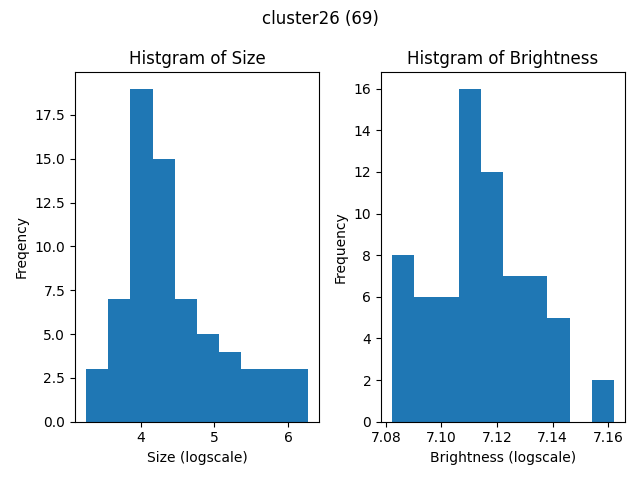 cluster26 (69)
Histgram of Size
Histgram of Brightness
17.5
15.0
12.5
10.0
7.5
5.0
2.5
0.0
Freqency
4 5 6
Size (logscale)
16
14
12
10
8
6
4
2
0
Frequency
7.08 7.10 7.12 7.14 7.16
Brightness (logscale)